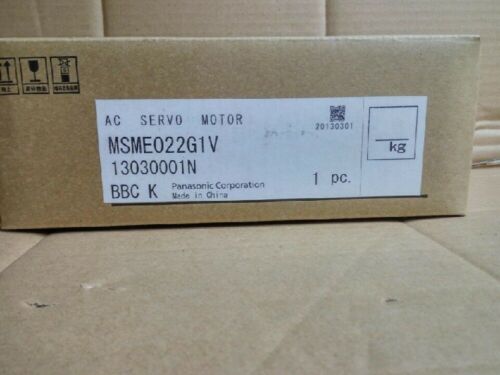 AC SERVO MOTOR
20130301
MSME022G1V
13030001N
BBC K Panasonic Corporation
Made in China
1 pc.
kg